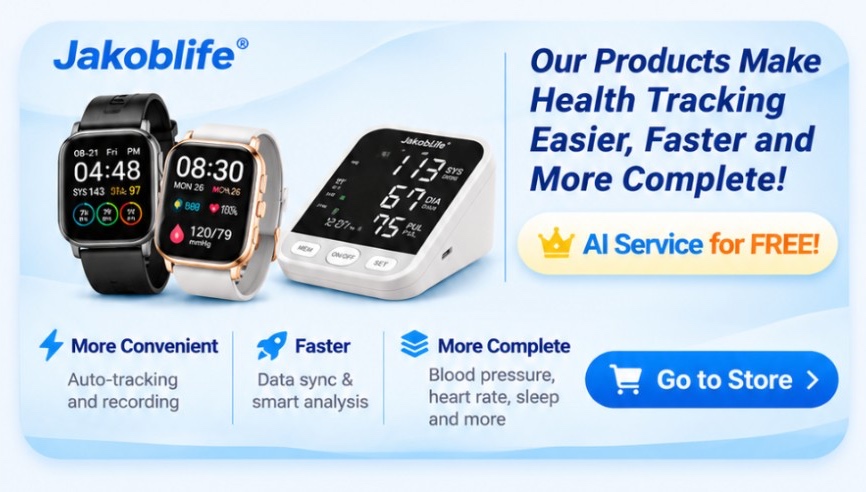 Jakoblife®
Our Products Make
Health Tracking
Easier, Faster and
More Complete!
AI Service for FREE!
08-21 Fri PM
04:48
SYS 143 97
08:30
MON 26
120/79
mmHg
JakobLife®
113 SYS
67 DIA
75 PUL
MEM
ON/OFF
SET
More Convenient
Auto-tracking
and recording
Faster
Data sync &
smart analysis
More Complete
Blood pressure,
heart rate, sleep
and more
Go to Store